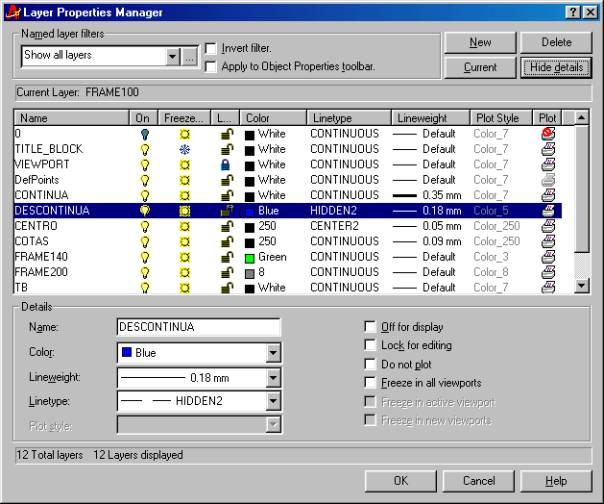 Layer Properties Manager
Named layer filters
Show all layers
...
Invert filter.
Apply to Object Properties toolbar.
New
Delete
Current
Hide details
Current Layer: FRAME100
Name On Freeze... L... Color Linetype Lineweight Plot Style Plot
0 White CONTINUOUS Default Color_7
TITLE_BLOCK White CONTINUOUS Default Color_7
VIEWPORT White CONTINUOUS Default Color_7
DefPoints White CONTINUOUS Default Color_7
CONTINUA White CONTINUOUS 0.35 mm Color_7
DESCONTINUA Blue HIDDEN2 0.18 mm Color_5
CENTRO 250 CENTER2 0.05 mm Color_250
COTAS 250 CONTINUOUS 0.09 mm Color_250
FRAME140 Green CONTINUOUS Default Color_3
FRAME200 8 CONTINUOUS Default Color_8
TB White CONTINUOUS Default Color_7
Details
Name: DESCONTINUA
Color: Blue
Lineweight: 0.18 mm
Linetype: HIDDEN2
Plot style:
Off for display
Lock for editing
Do not plot
Freeze in all viewports
Freeze in active viewport
Freeze in new viewports
12 Total layers 12 Layers displayed
OK
Cancel
Help